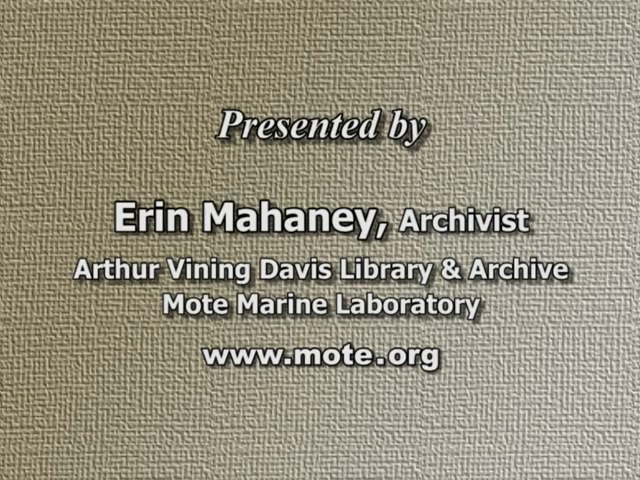 Presented by
Erin Mahaney, Archivist
Arthur Vining Davis Library & Archive
Mote Marine Laboratory
www.mote.org